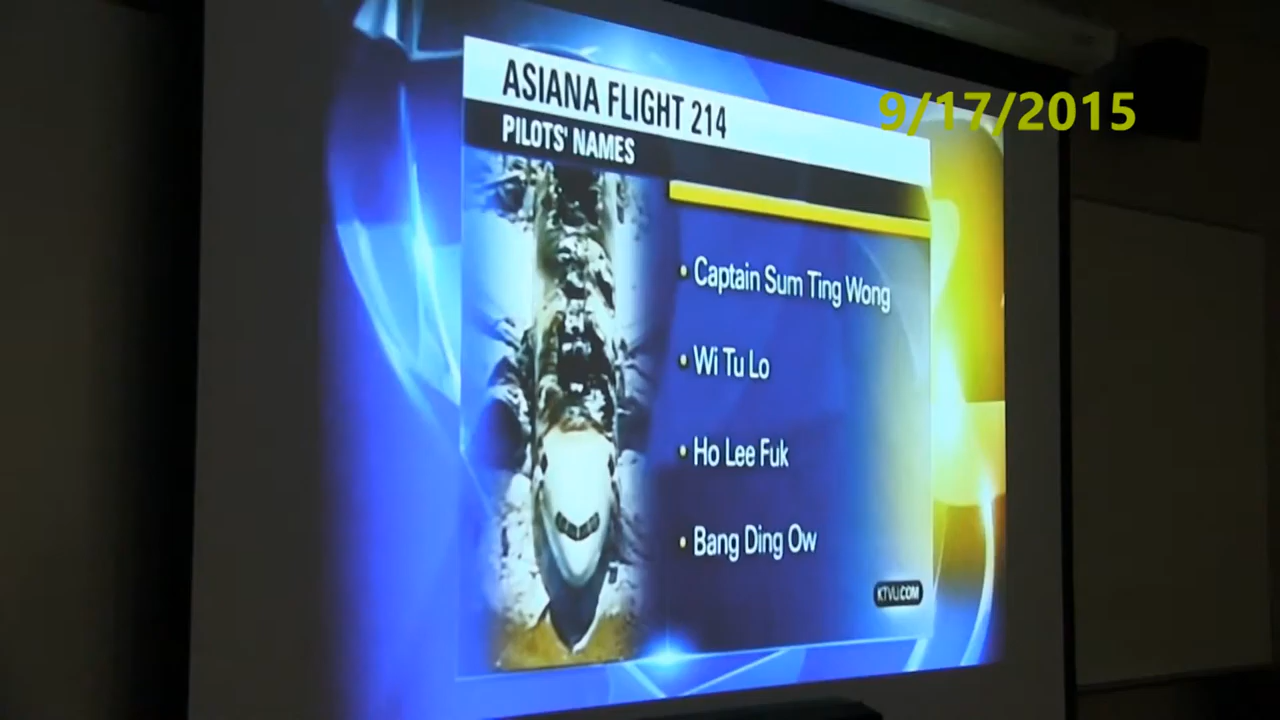 9/17/2015
ASIANA FLIGHT 214
PILOTS' NAMES
• Captain Sum Ting Wong
• Wi Tu Lo
• Ho Lee Fuk
• Bang Ding Ow
KTVU.COM